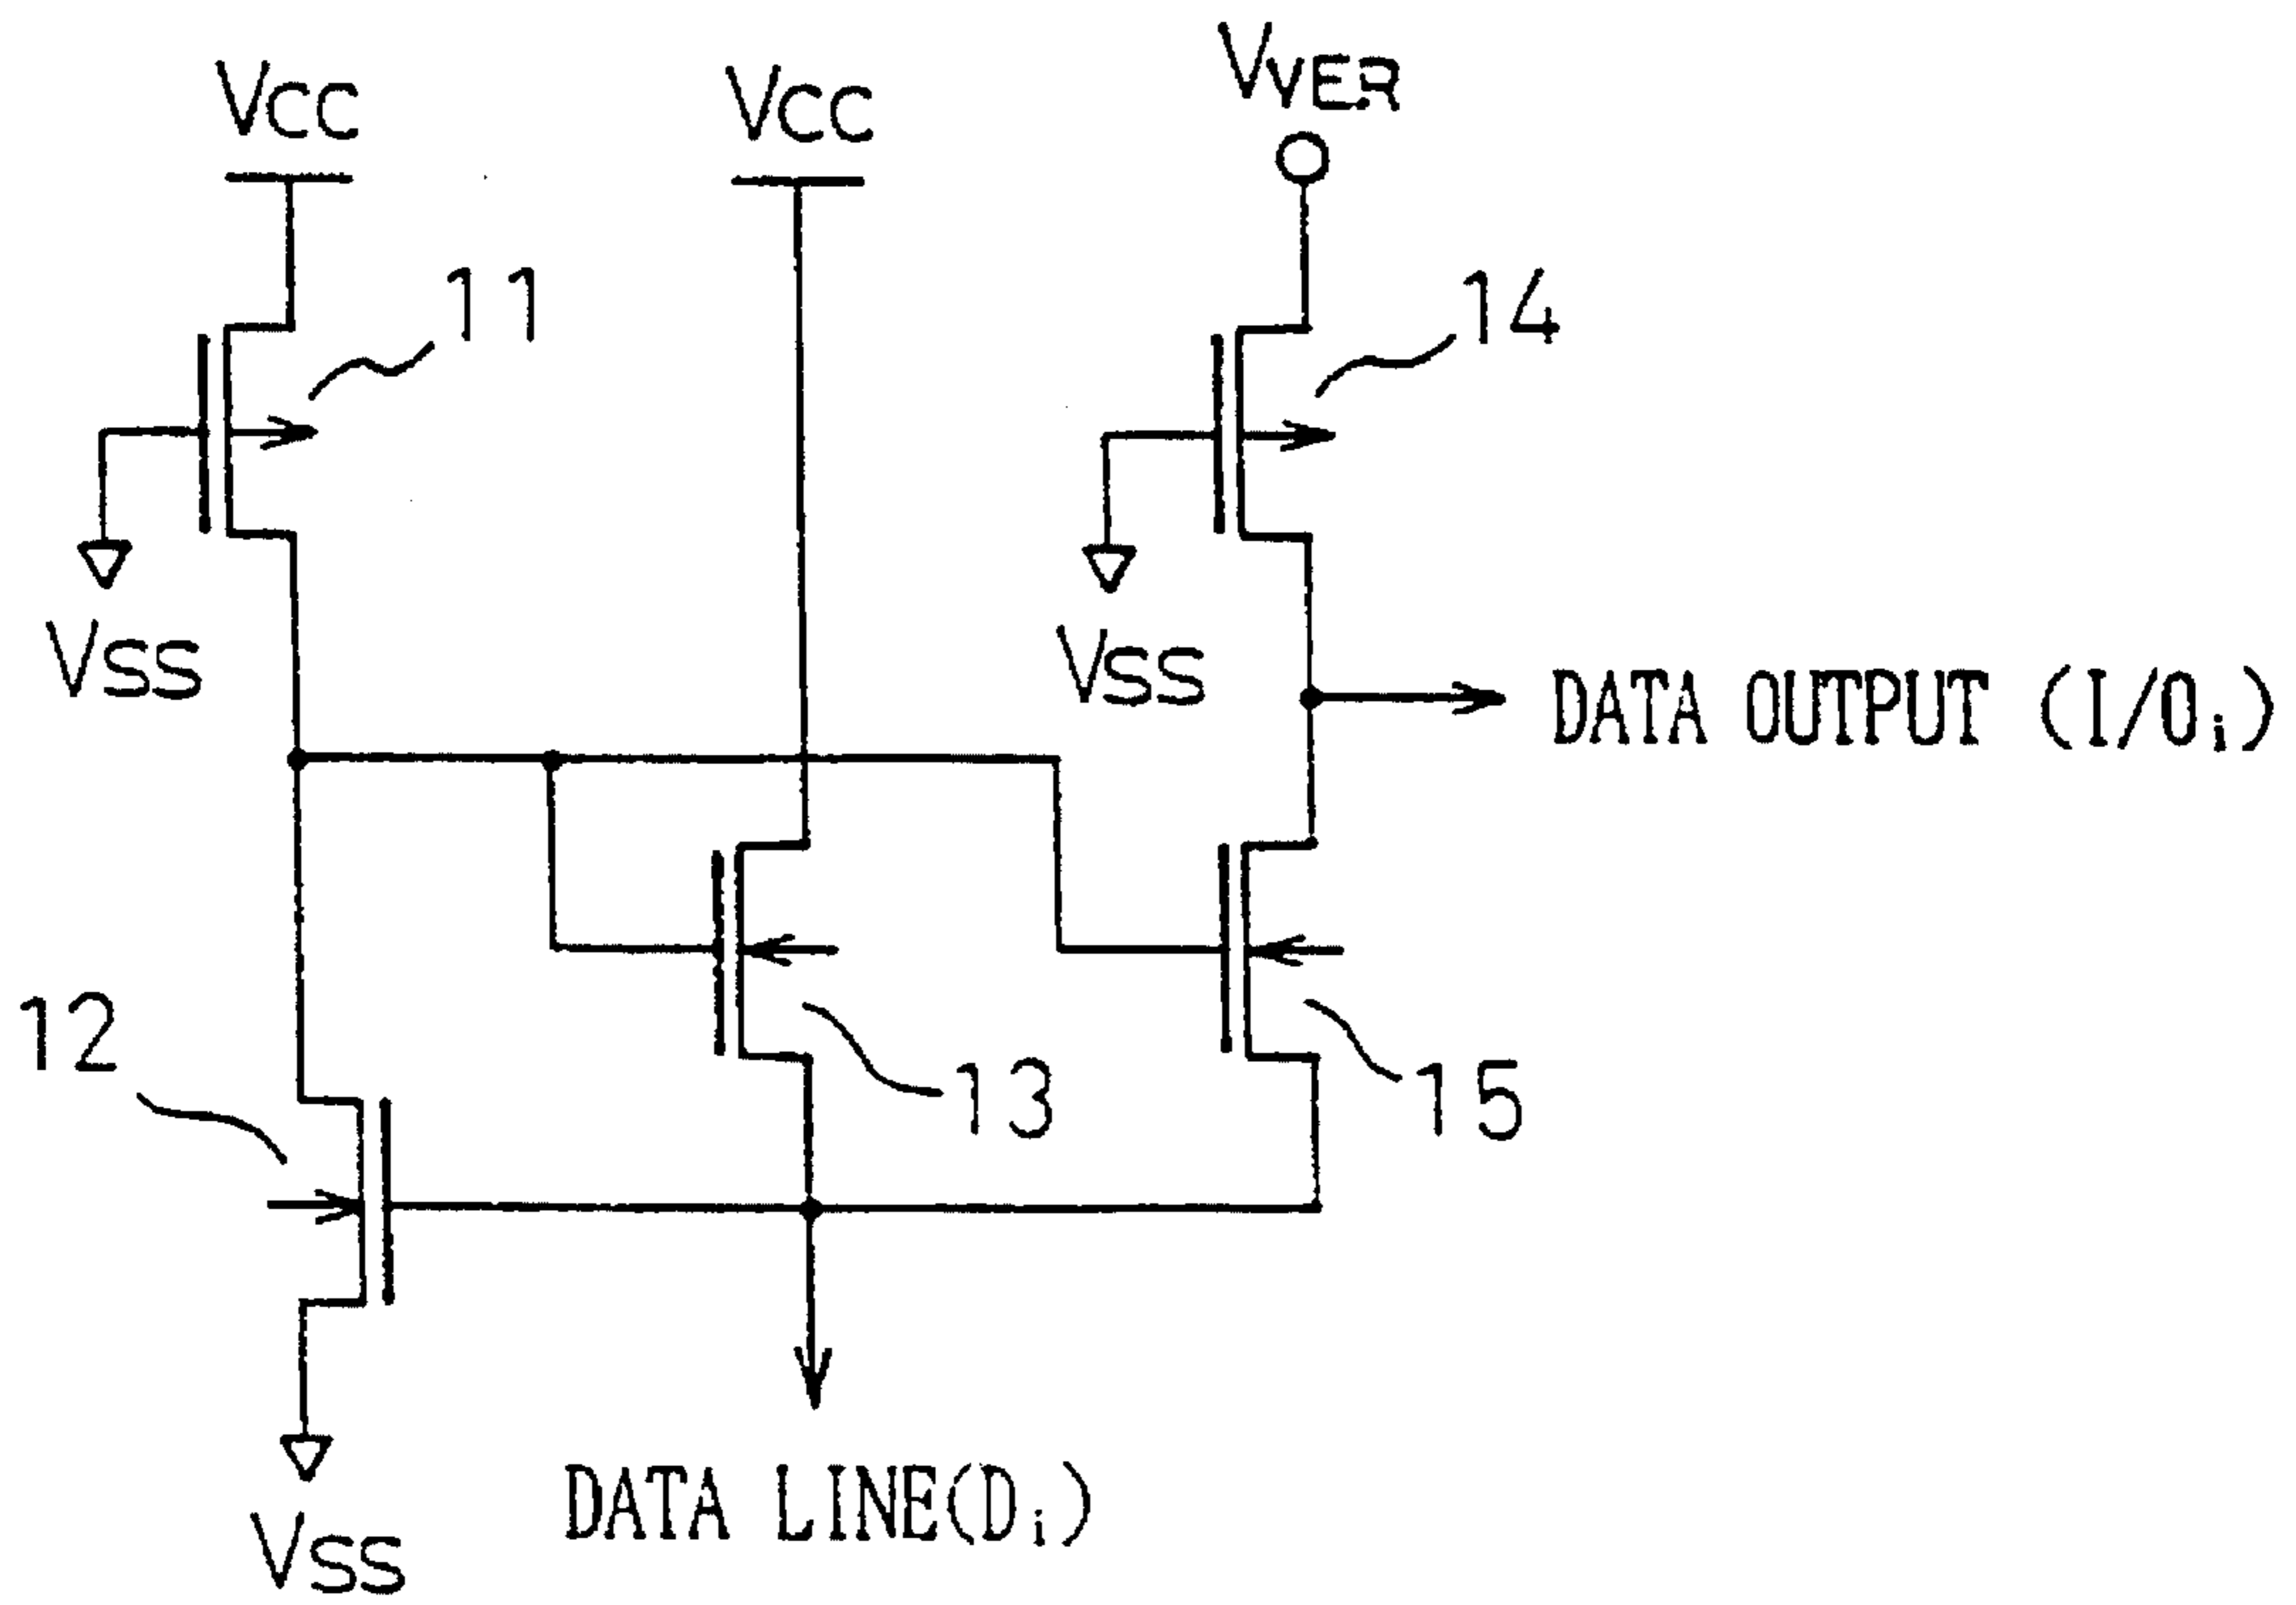 VCC
VCC
VVER
11
14
VSS
VSS
DATA OUTPUT (I/Oi)
12
13
15
DATA LINE(Di)
VSS